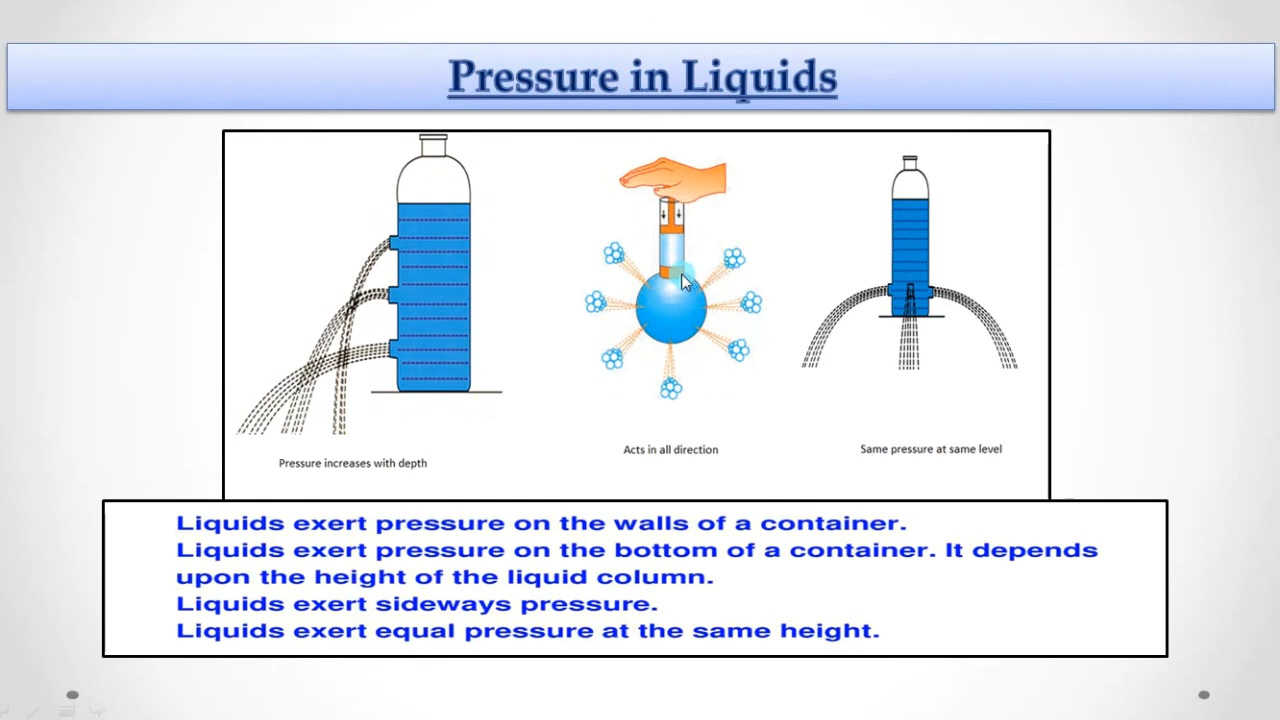 Pressure in Liquids
Pressure increases with depth
Acts in all direction
Same pressure at same level
Liquids exert pressure on the walls of a container.
Liquids exert pressure on the bottom of a container. It depends
upon the height of the liquid column.
Liquids exert sideways pressure.
Liquids exert equal pressure at the same height.